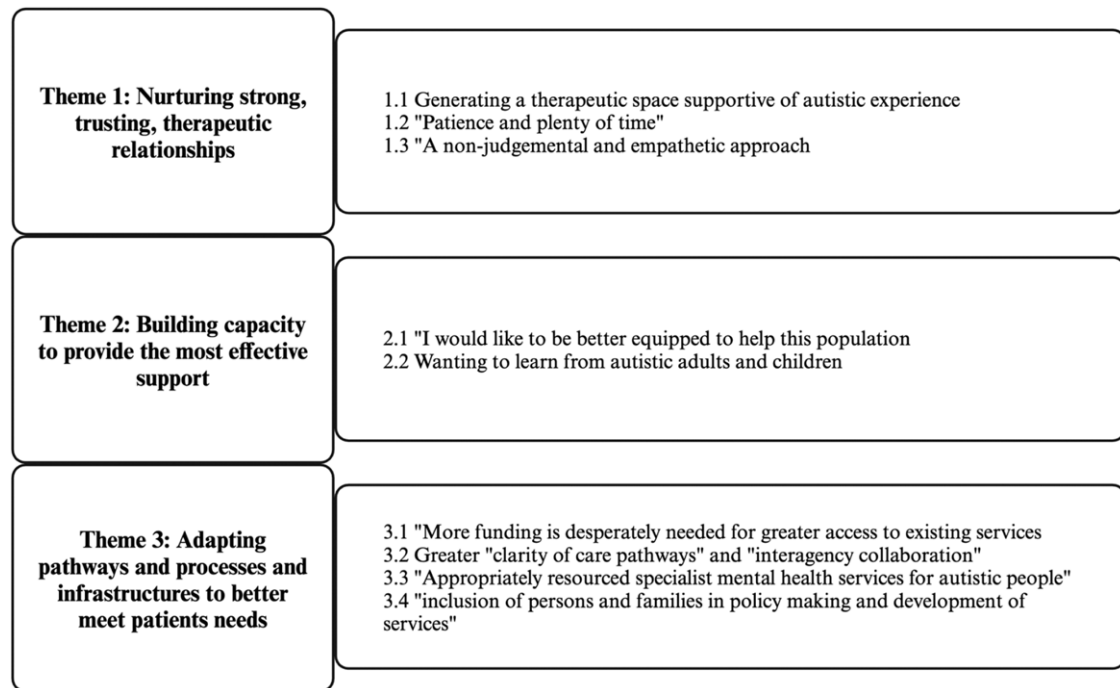 Theme 1: Nurturing strong,
trusting, therapeutic
relationships
1.1 Generating a therapeutic space supportive of autistic experience
1.2 "Patience and plenty of time"
1.3 "A non-judgemental and empathetic approach
Theme 2: Building capacity
to provide the most effective
support
2.1 "I would like to be better equipped to help this population
2.2 Wanting to learn from autistic adults and children
Theme 3: Adapting
pathways and processes and
infrastructures to better
meet patients needs
3.1 "More funding is desperately needed for greater access to existing services
3.2 Greater "clarity of care pathways" and "interagency collaboration"
3.3 "Appropriately resourced specialist mental health services for autistic people"
3.4 "inclusion of persons and families in policy making and development of
services"